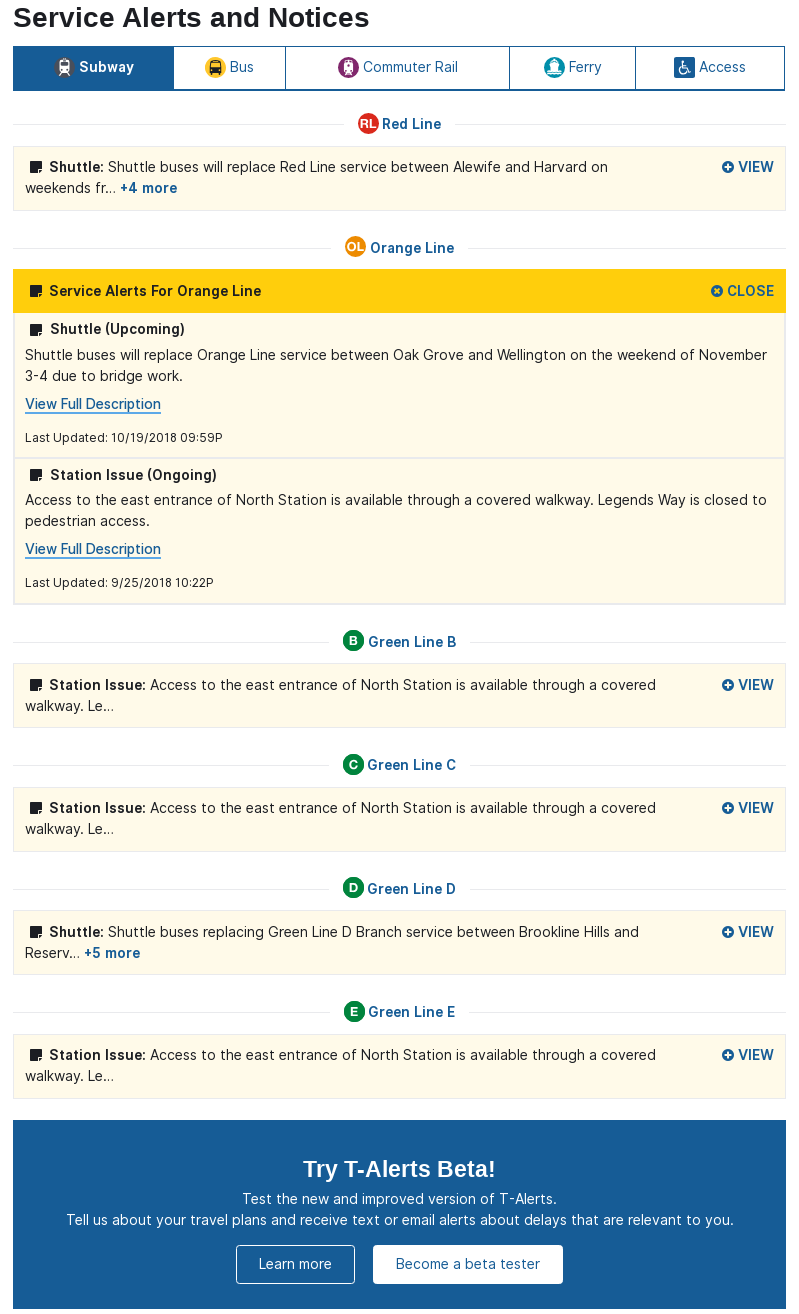 Service Alerts and Notices
Subway
Bus
Commuter Rail
Ferry
Access
RL Red Line
Shuttle: Shuttle buses will replace Red Line service between Alewife and Harvard on
weekends fr... +4 more
VIEW
OL Orange Line
Service Alerts For Orange Line
CLOSE
Shuttle (Upcoming)
Shuttle buses will replace Orange Line service between Oak Grove and Wellington on the weekend of November
3-4 due to bridge work.
View Full Description
Last Updated: 10/19/2018 09:59P
Station Issue (Ongoing)
Access to the east entrance of North Station is available through a covered walkway. Legends Way is closed to
pedestrian access.
View Full Description
Last Updated: 9/25/2018 10:22P
B Green Line B
Station Issue: Access to the east entrance of North Station is available through a covered
walkway. Le...
VIEW
C Green Line C
Station Issue: Access to the east entrance of North Station is available through a covered
walkway. Le...
VIEW
D Green Line D
Shuttle: Shuttle buses replacing Green Line D Branch service between Brookline Hills and
Reserv... +5 more
VIEW
E Green Line E
Station Issue: Access to the east entrance of North Station is available through a covered
walkway. Le...
VIEW
Try T-Alerts Beta!
Test the new and improved version of T-Alerts.
Tell us about your travel plans and receive text or email alerts about delays that are relevant to you.
Learn more
Become a beta tester